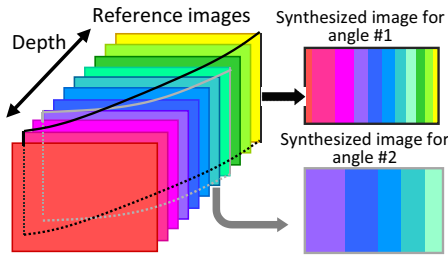 Reference images
Depth
Synthesized image for
angle #1
Synthesized image for
angle #2